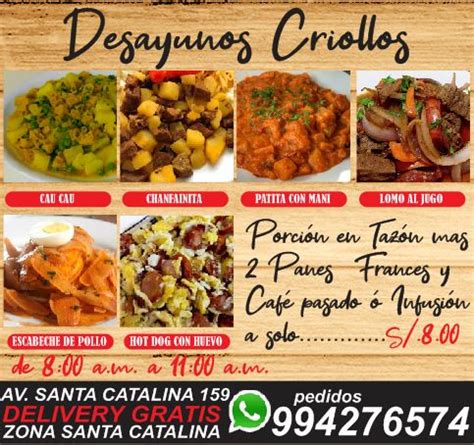 Desayunos Criollos
CAU CAU
CHANFAINITA
PATITA CON MANI
LOMO AL JUGO
ESCABECHE DE POLLO
HOT DOG CON HUEVO
Porción en Tazón mas
2 Panes Frances y
Café pasado ó Infusión
a solo.............S/.8.00
de 8:00 a.m. a 11:00 a.m.
AV. SANTA CATALINA 159
DELIVERY GRATIS
ZONA SANTA CATALINA
pedidos
994276574